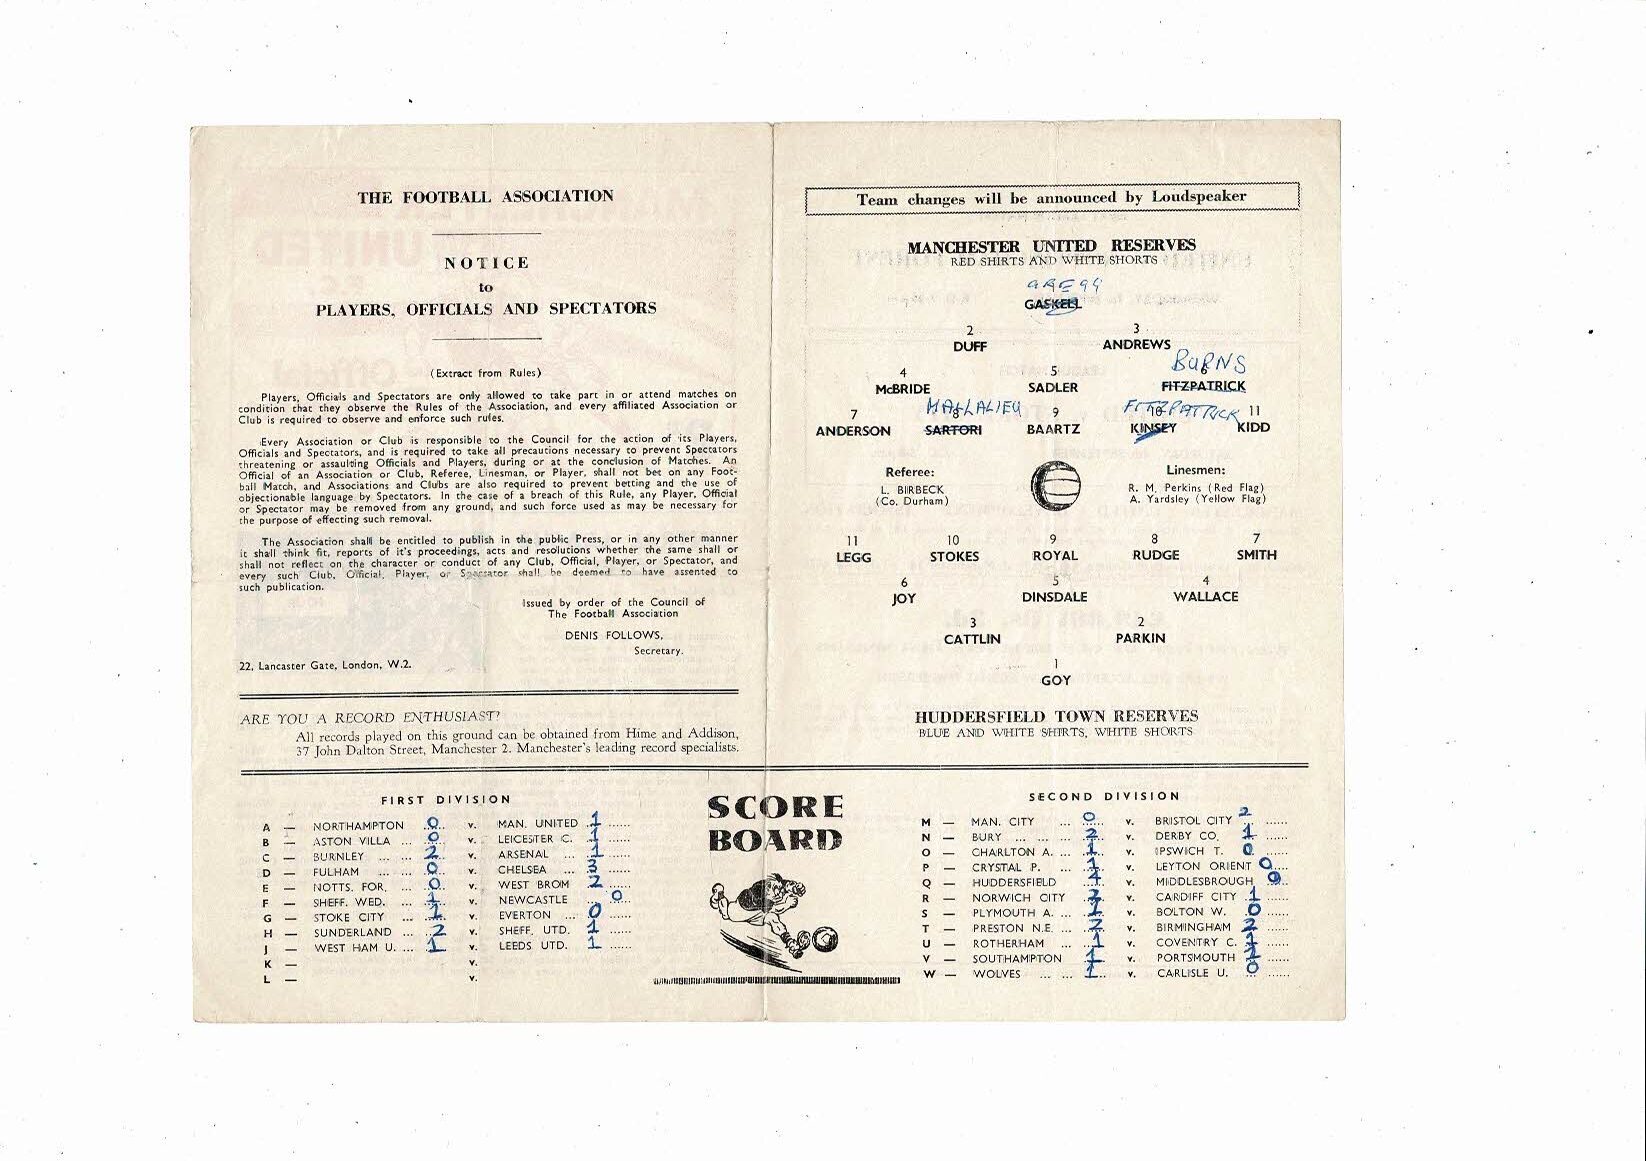 THE FOOTBALL ASSOCIATION
NOTICE
to
PLAYERS, OFFICIALS AND SPECTATORS
(Extract from Rules)
Players, Officials and Spectators are only allowed to take part in or attend matches on
condition that they observe the Rules of the Association, and every affiliated Association or
Club is required to observe and enforce such rules.
Every Association or Club is responsible to the Council for the action of its Players,
Officials and Spectators, and is required to take all precautions necessary to prevent Spectators
threatening or assaulting Officials and Players, during or at the conclusion of Matches. An
Official of an Association or Club, Referee, Linesman, or Player, shall not bet on any Foot-
ball Match, and Associations and Clubs are also required to prevent betting and the use of
objectionable language by Spectators. In the case of a breach of this Rule, any Player, Official
or Spectator may be removed from any ground, and such force used as may be necessary for
the purpose of effecting such removal.
The Association shall be entitled to publish in the public Press, or in any other manner
it shall think fit, reports of it's proceedings, acts and resolutions whether the same shall or
shall not reflect on the character or conduct of any Club, Official, Player, or Spectator, and
every such Club, Official, Player, or Spectator shall be deemed to have assented to
such publication.
Issued by order of the Council of
The Football Association
DENIS FOLLOWS,
Secretary.
22, Lancaster Gate, London, W.2.
ARE YOU A RECORD ENTHUSIAST?
All records played on this ground can be obtained from Hime and Addison,
37 John Dalton Street, Manchester 2. Manchester's leading record specialists.
Team changes will be announced by Loudspeaker
MANCHESTER UNITED RESERVES
RED SHIRTS AND WHITE SHORTS
GREGG
GASKELL
2 3
DUFF ANDREWS
BURNS
4 5
McBRIDE SADLER FITZPATRICK
MALLALIEU FITZPATRICK
7 8 9 10 11
ANDERSON SARTORI BAARTZ KINSEY KIDD
Referee: Linesmen:
L. BIRBECK R. M. Perkins (Red Flag)
(Co. Durham) A. Yardsley (Yellow Flag)
11 10 9 8 7
LEGG STOKES ROYAL RUDGE SMITH
6 5 4
JOY DINSDALE WALLACE
3 2
CATTLIN PARKIN
1
GOY
HUDDERSFIELD TOWN RESERVES
BLUE AND WHITE SHIRTS, WHITE SHORTS
SCORE
BOARD
FIRST DIVISION
A — NORTHAMPTON 0 v. MAN. UNITED 1
B — ASTON VILLA ... 0 v. LEICESTER C. 1
C — BURNLEY ... ... 2 v. ARSENAL ... 1
D — FULHAM ... ... 0 v. CHELSEA ... 3
E — NOTTS. FOR. ... 0 v. WEST BROM 2
F — SHEFF. WED. ... 1 v. NEWCASTLE ... 0
G — STOKE CITY ... 1 v. EVERTON ... 0
H — SUNDERLAND ... 2 v. SHEFF. UTD. 1
J — WEST HAM U. ... 1 v. LEEDS UTD. 1
K — v.
L — v.
SECOND DIVISION
M — MAN. CITY ... 0 v. BRISTOL CITY 2
N — BURY ... ... ... 2 v. DERBY CO. 1
O — CHARLTON A. ... 1 v. IPSWICH T. 0
P — CRYSTAL P. ... v. LEYTON ORIENT 0
Q — HUDDERSFIELD v. MIDDLESBROUGH
R — NORWICH CITY v. CARDIFF CITY 1
S — PLYMOUTH A. ... v. BOLTON W. 0
T — PRESTON N.E. ... 2 v. BIRMINGHAM 2
U — ROTHERHAM ... 1 v. COVENTRY C.
V — SOUTHAMPTON v. PORTSMOUTH
W — WOLVES ... ... 1 v. CARLISLE U. 0